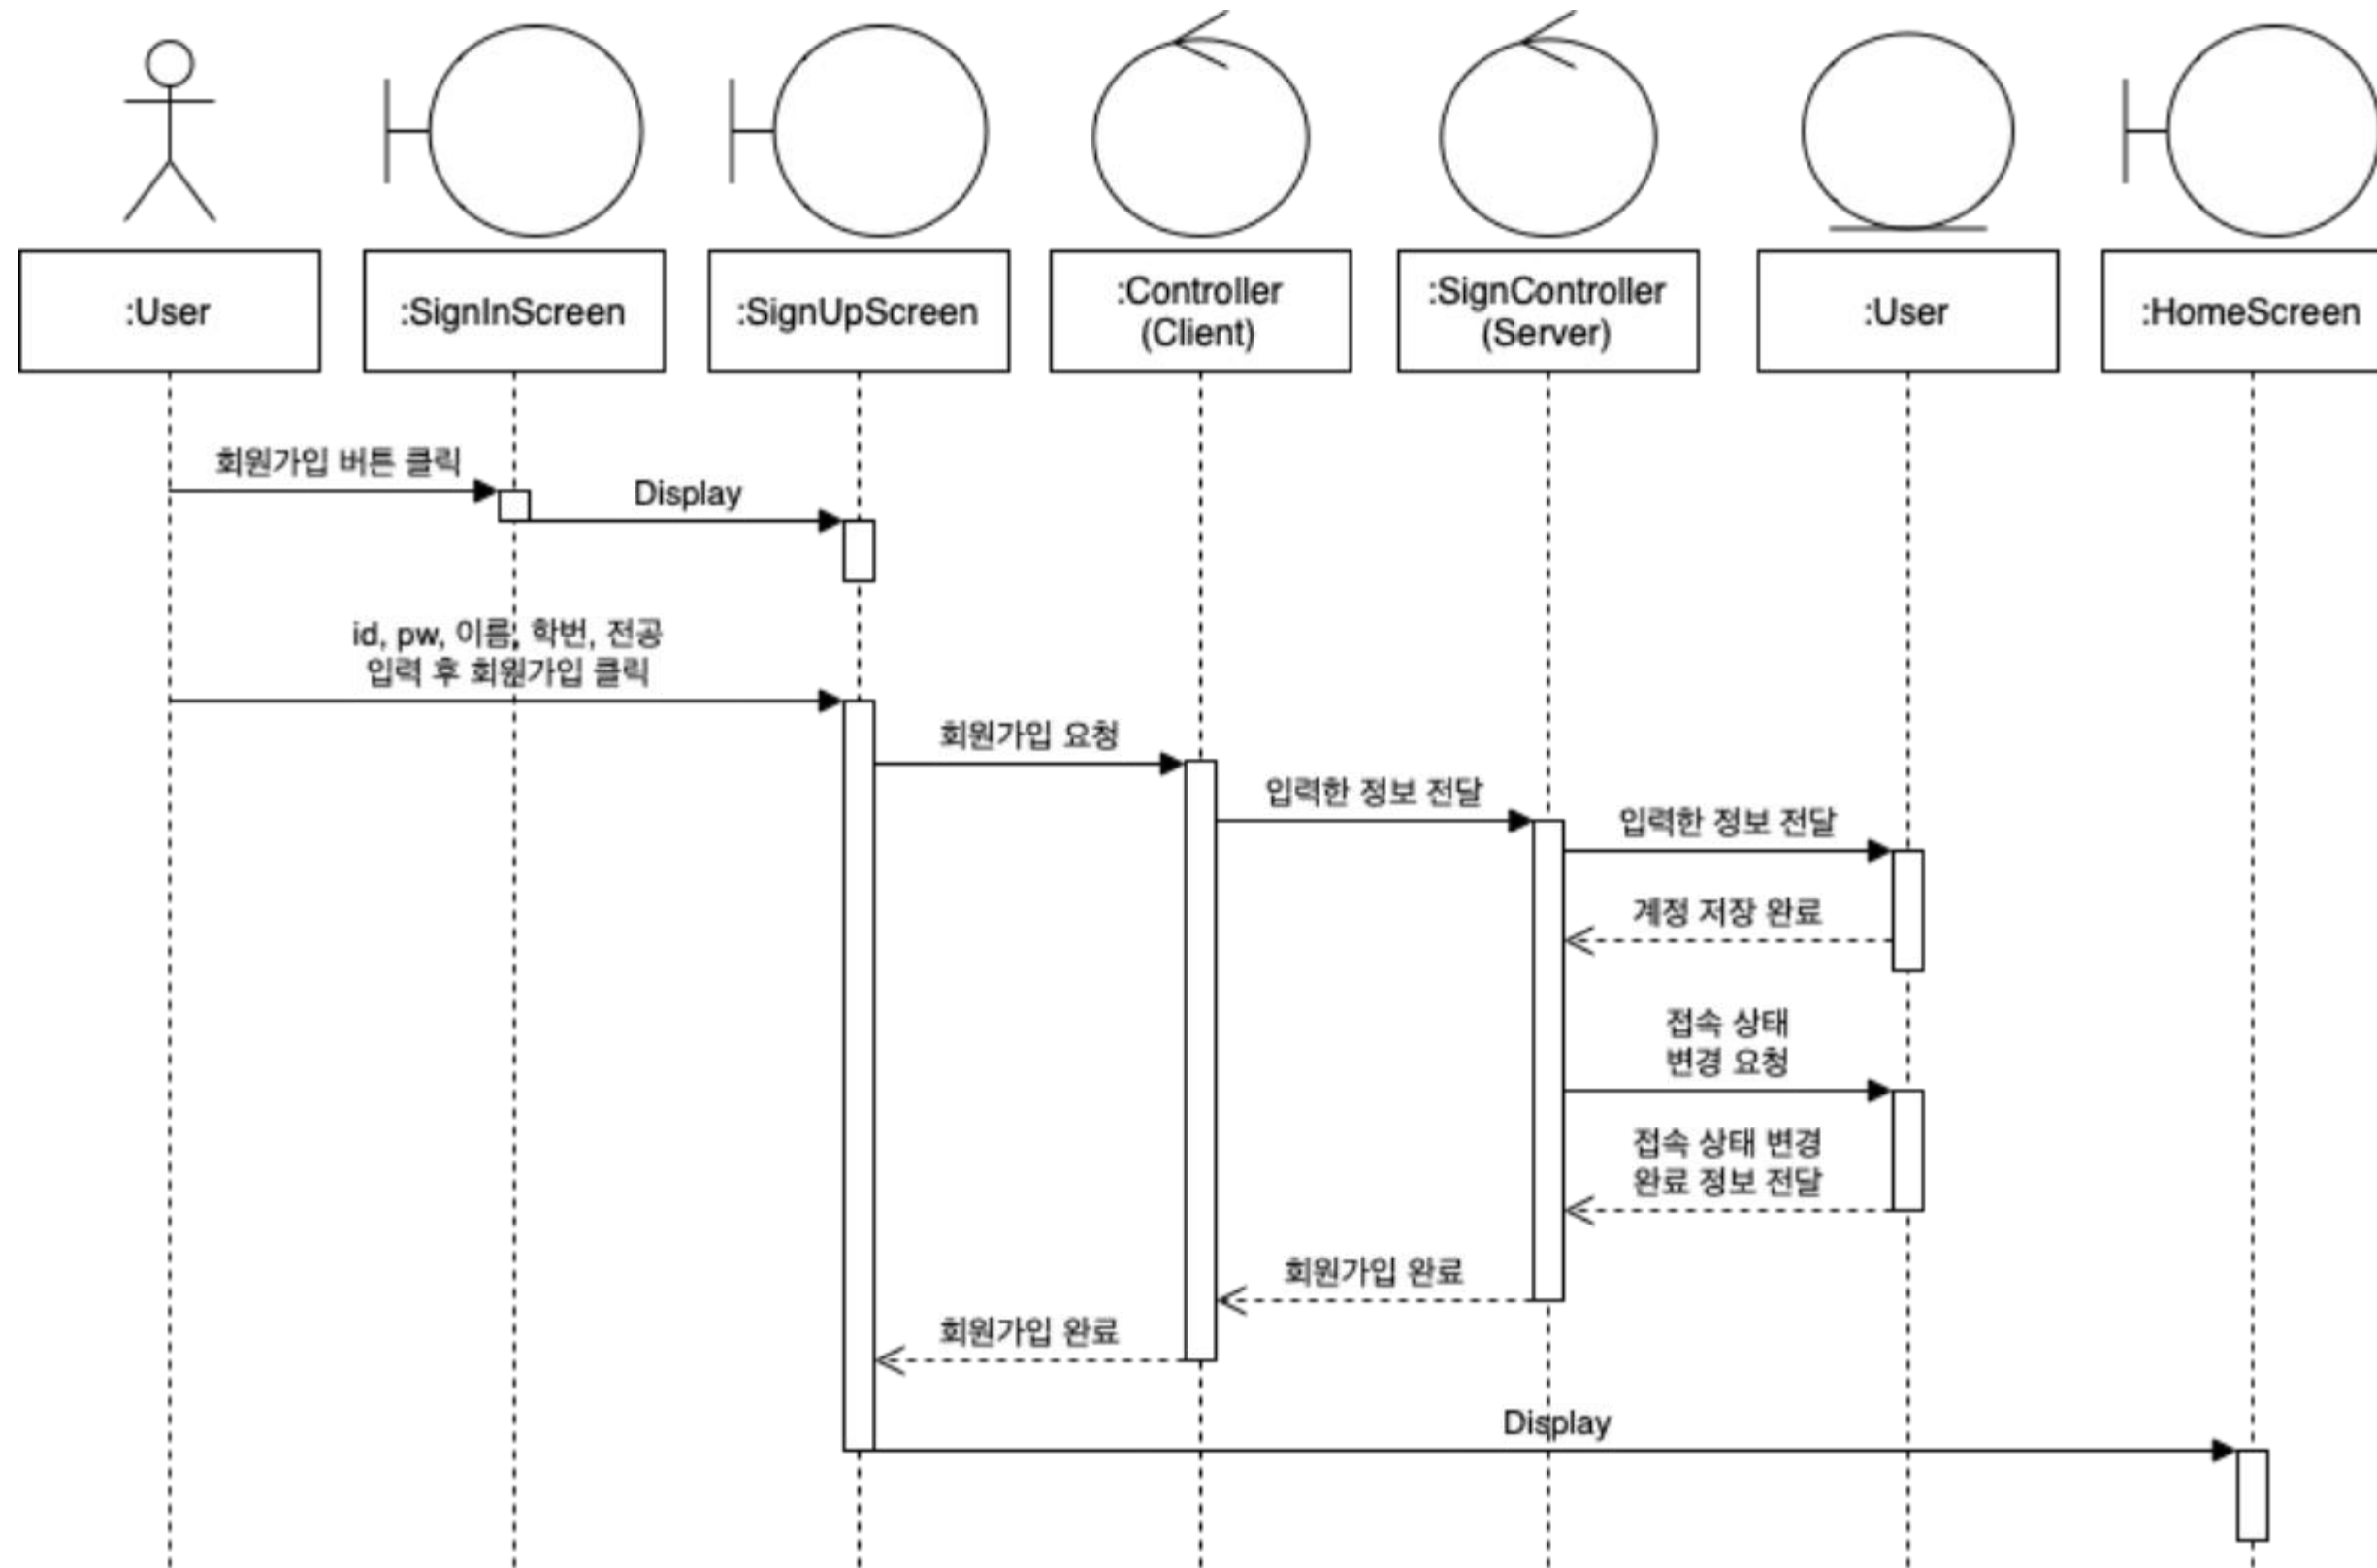 :User
:SignInScreen
:SignUpScreen
:Controller
(Client)
:SignController
(Server)
:User
:HomeScreen
회원가입 버튼 클릭
Display
id, pw, 이름, 학번, 전공
입력 후 회원가입 클릭
회원가입 요청
입력한 정보 전달
입력한 정보 전달
계정 저장 완료
접속 상태
변경 요청
접속 상태 변경
완료 정보 전달
회원가입 완료
회원가입 완료
Display